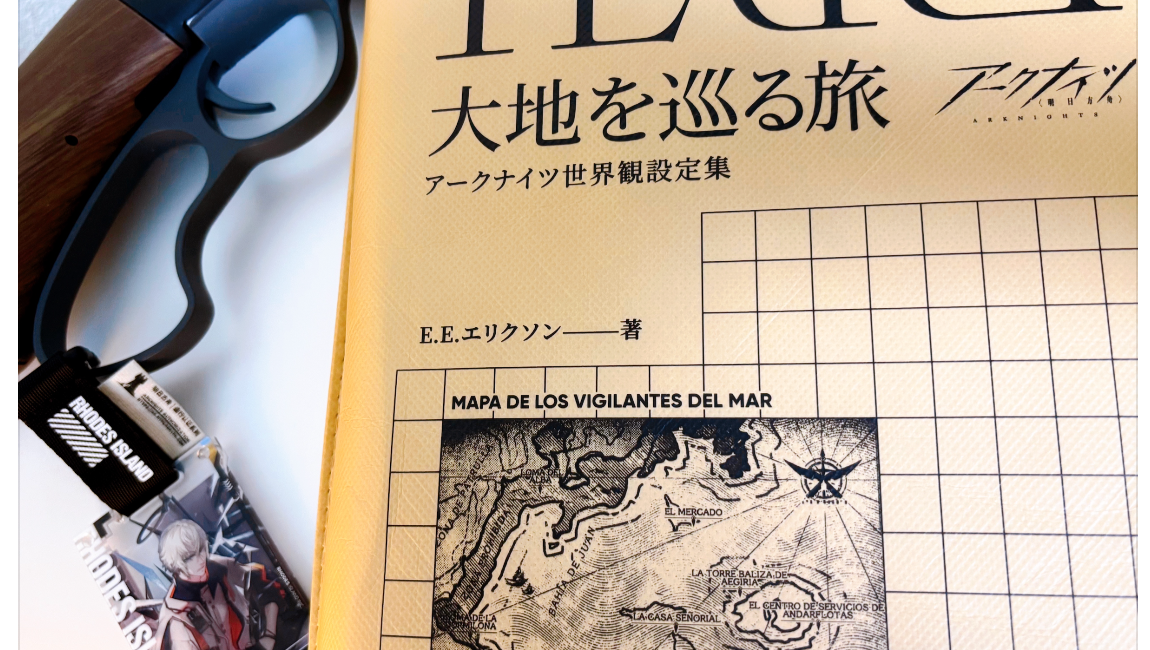 大地を巡る旅
アークナイツ
〈明日方舟〉
ARKNIGHTS
アークナイツ世界観設定集
E.E.エリクソン――著
MAPA DE LOS VIGILANTES DEL MAR
EL MERCADO
BAHÍA DE JUAN
LA TORRE BALIZA DE
AEGIRIA
EL CENTRO DE SERVICIOS DE
ANDARFLOTAS
LA CASA SEÑORIAL
RHODES ISLAND